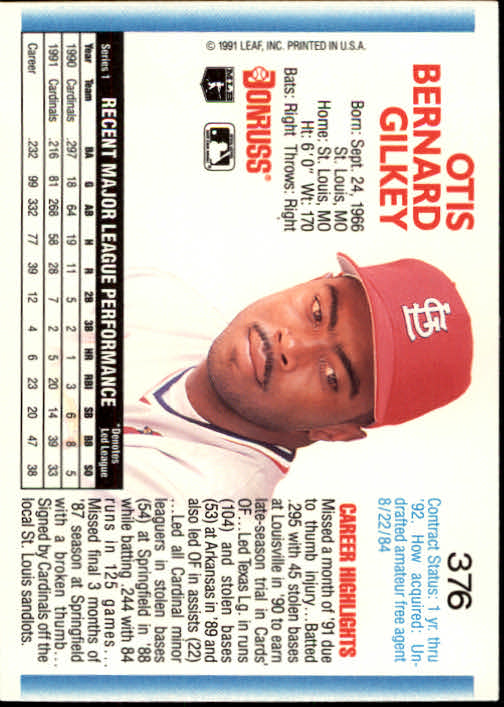 376
OTIS
BERNARD
GILKEY
Born: Sept. 24, 1966
St. Louis, MO
Home: St. Louis, MO
Ht: 6'0" Wt: 170
Bats: Right Throws: Right
DONRUSS®
MLB
© 1991 LEAF, INC. PRINTED IN U.S.A.
StL
Contract Status: 1 yr. thru
'92. How acquired: Un-
drafted amateur free agent
8/22/84
CAREER HIGHLIGHTS
Missed a month of '91 due
to thumb injury...Batted
.295 with 45 stolen bases
at Louisville in '90 to earn
late-season trial in Cards'
OF...Led Texas Lg. in runs
(104) and stolen bases
(53) at Arkansas in '89 and
also led OF in assists (22)
...Led all Cardinal minor
leaguers in stolen bases
(54) at Springfield in '88
while batting .244 with 84
runs in 125 games...
Missed final 3 months of
'87 season at Springfield
with a broken thumb...
Signed by Cardinals off the
local St. Louis sandlots.
Series 1 RECENT MAJOR LEAGUE PERFORMANCE *Denotes
Led League
Year Team BA G AB H R 2B 3B HR RBI SB BB SO
1990 Cardinals .297 18 64 19 11 5 2 1 3 6 8 5
1991 Cardinals .216 81 268 58 28 7 2 5 20 14 39 33
Career .232 99 332 77 39 12 4 6 23 20 47 38